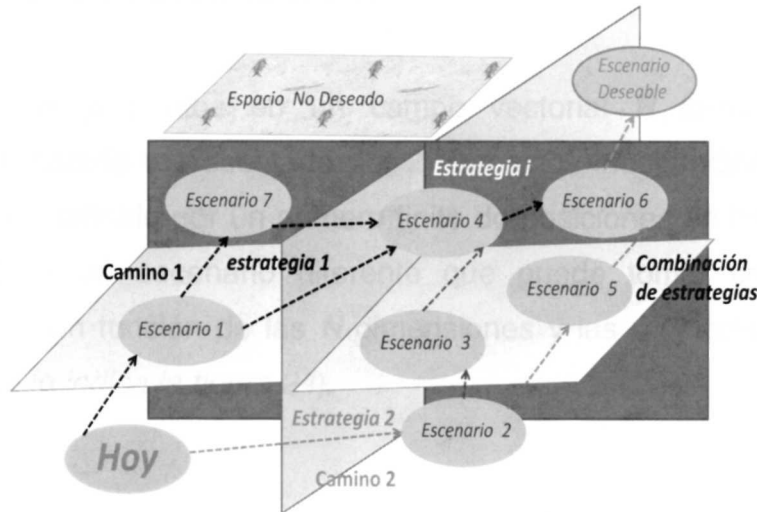 Escenario
Deseable
Espacio No Deseado
Estrategia i
Escenario 7
Escenario 4
Escenario 6
Camino 1
estrategia 1
Combinación
de estrategias
Escenario 1
Escenario 5
Escenario 3
Estrategia 2
Escenario 2
Hoy
Camino 2